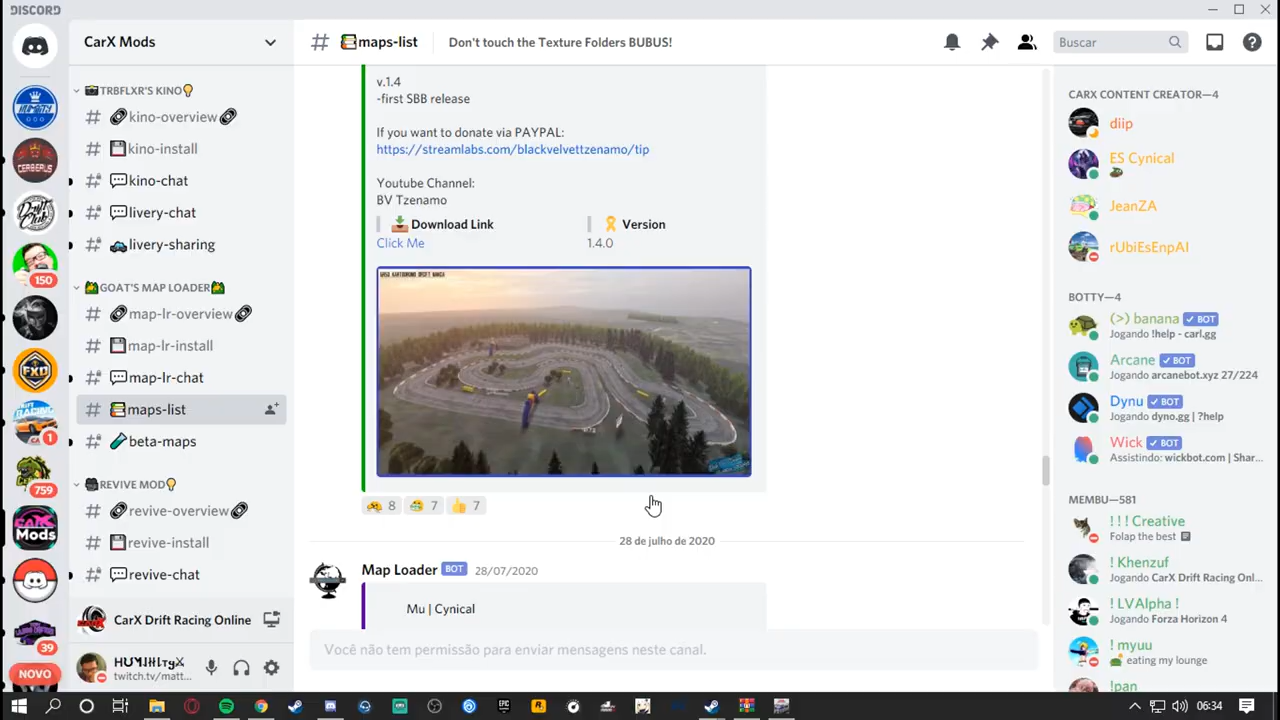 DISCORD
CarX Mods
TRBFLXR'S KINO
kino-overview
kino-install
kino-chat
livery-chat
livery-sharing
GOAT'S MAP LOADER
map-lr-overview
map-lr-install
map-lr-chat
maps-list
beta-maps
REVIVE MOD
revive-overview
revive-install
revive-chat
CarX Drift Racing Online
twitch.tv/matt...
150
1
759
39
NOVO
CERBERUS
FXD
CarX Mods
maps-list
Don't touch the Texture Folders BUBUS!
Buscar
v.1.4
-first SBB release
If you want to donate via PAYPAL:
https://streamlabs.com/blackvelvettzenamo/tip
Youtube Channel:
BV Tzenamo
Download Link
Version
Click Me
1.4.0
8
7
7
28 de julho de 2020
Map Loader BOT 28/07/2020
Mu | Cynical
Você não tem permissão para enviar mensagens neste canal.
CARX CONTENT CREATOR—4
diip
ES Cynical
JeanZA
rUbiEsEnpAI
BOTTY—4
(>) banana BOT
Jogando !help - carl.gg
Arcane BOT
Jogando arcanebot.xyz 27/224
Dynu BOT
Jogando dyno.gg | ?help
Wick BOT
Assistindo: wickbot.com | Shar...
MEMBU—581
! ! ! Creative
Folap the best
! Khenzuf
Jogando CarX Drift Racing Onl...
! LVAlpha !
Jogando Forza Horizon 4
! myuu
eating my lounge
!pan
06:34